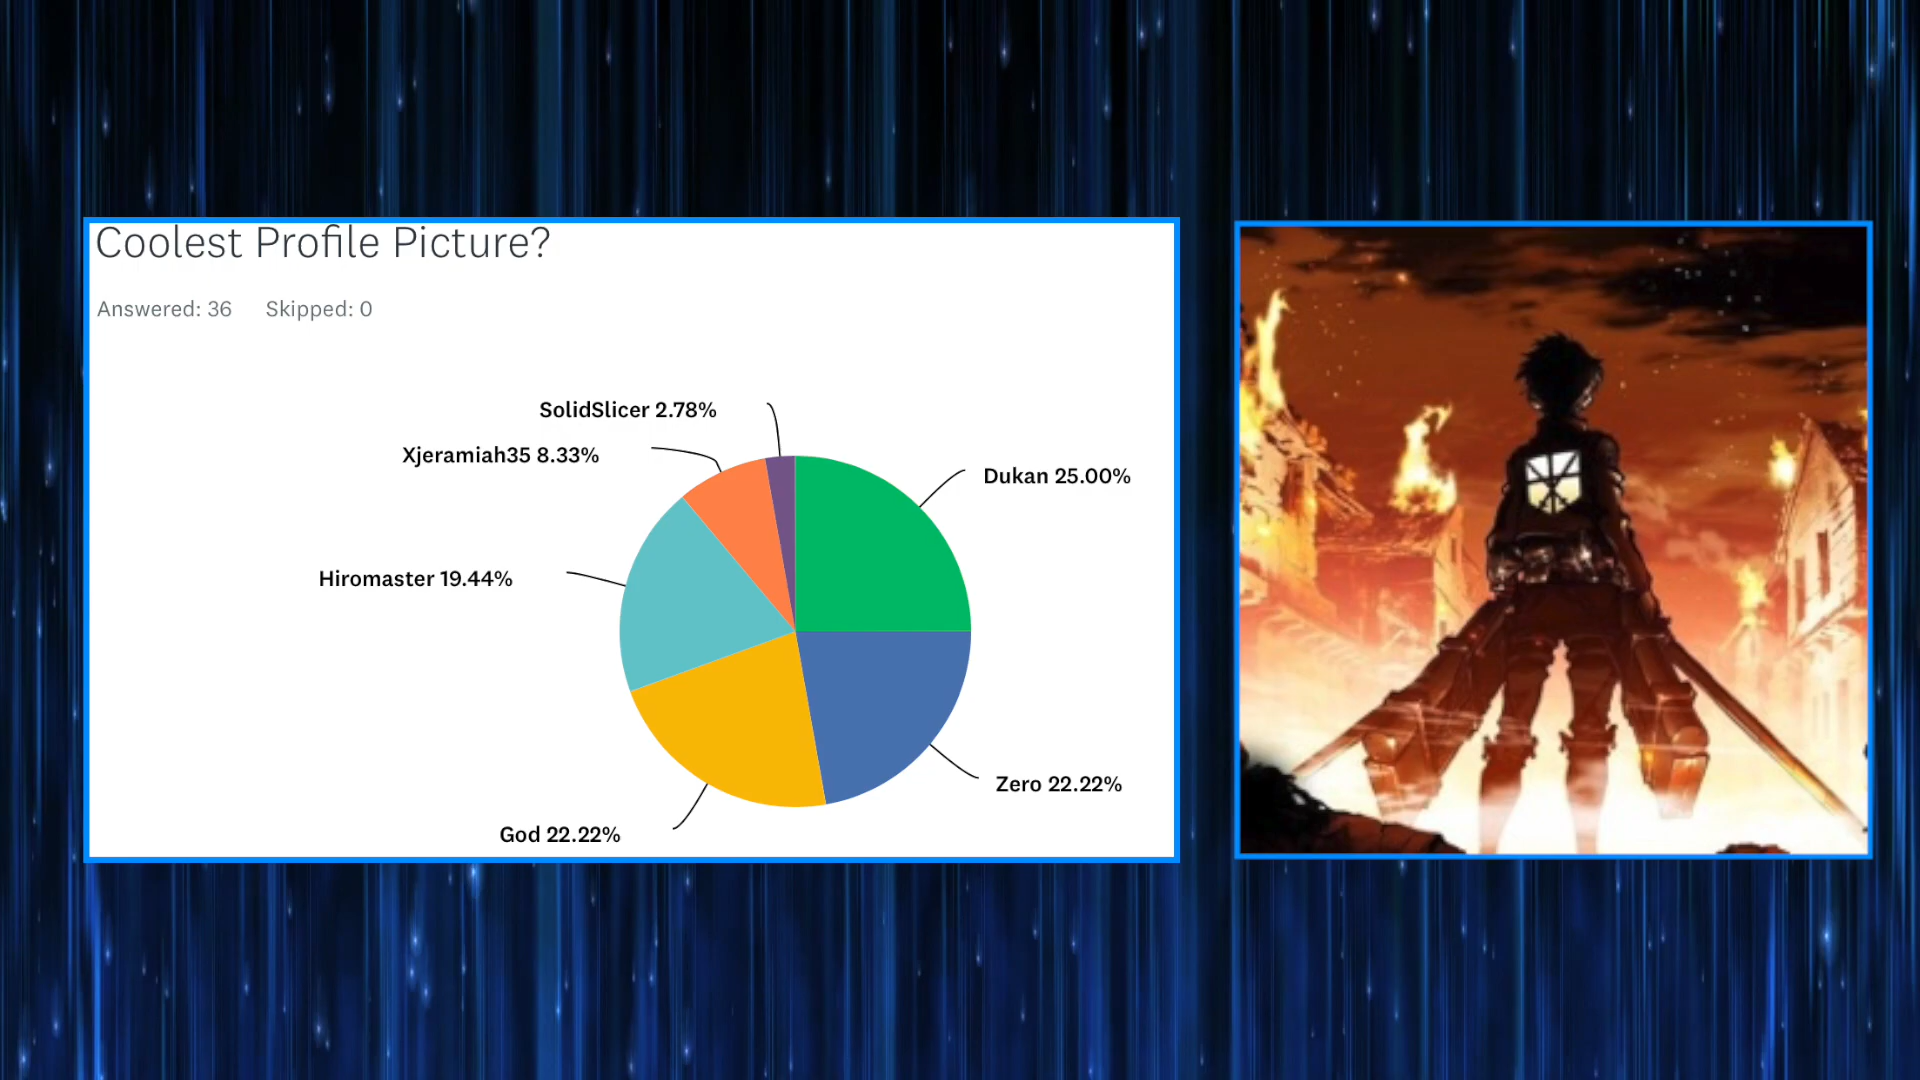 Coolest Profile Picture?
Answered: 36 Skipped: 0
SolidSlicer 2.78%
Xjeramiah35 8.33%
Dukan 25.00%
Hiromaster 19.44%
Zero 22.22%
God 22.22%